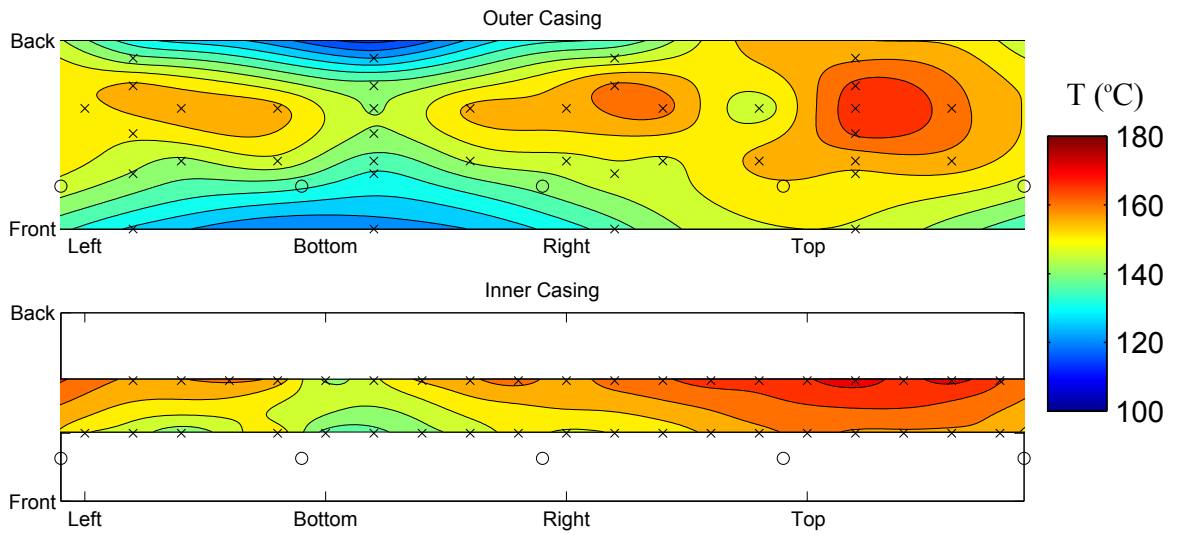 Outer Casing
Back
Front
Left Bottom Right Top
Inner Casing
Back
Front
Left Bottom Right Top
T (°C)
180
160
140
120
100